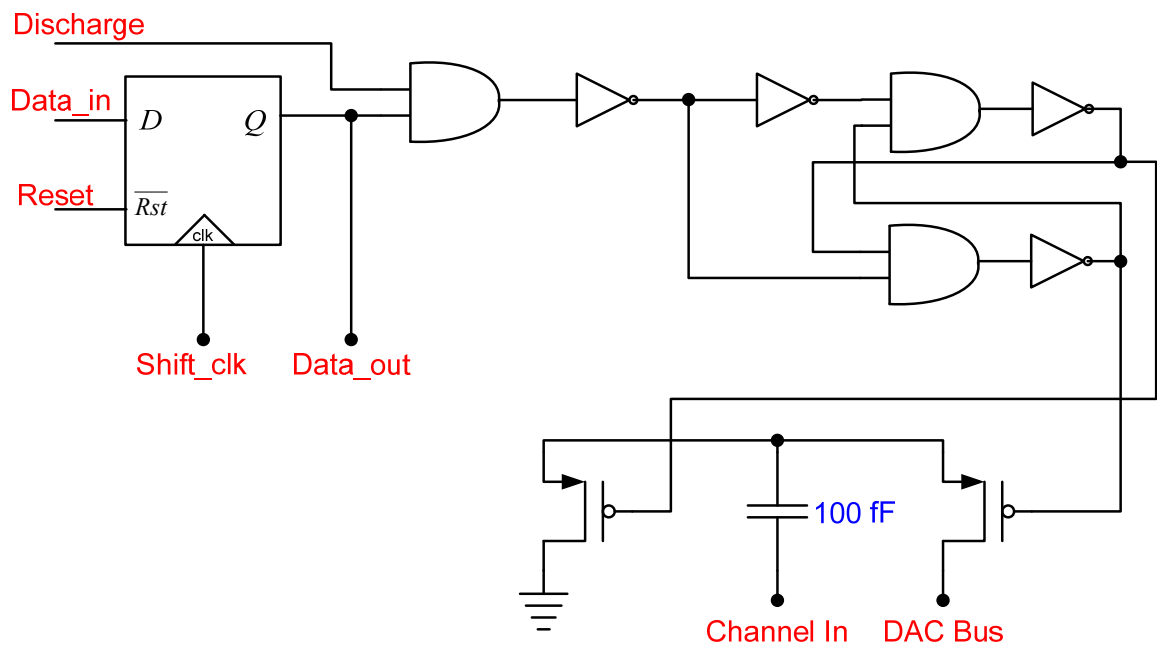 Discharge
Data_in
D
Q
Reset
Rst
clk
Shift_clk
Data_out
100 fF
Channel In
DAC Bus